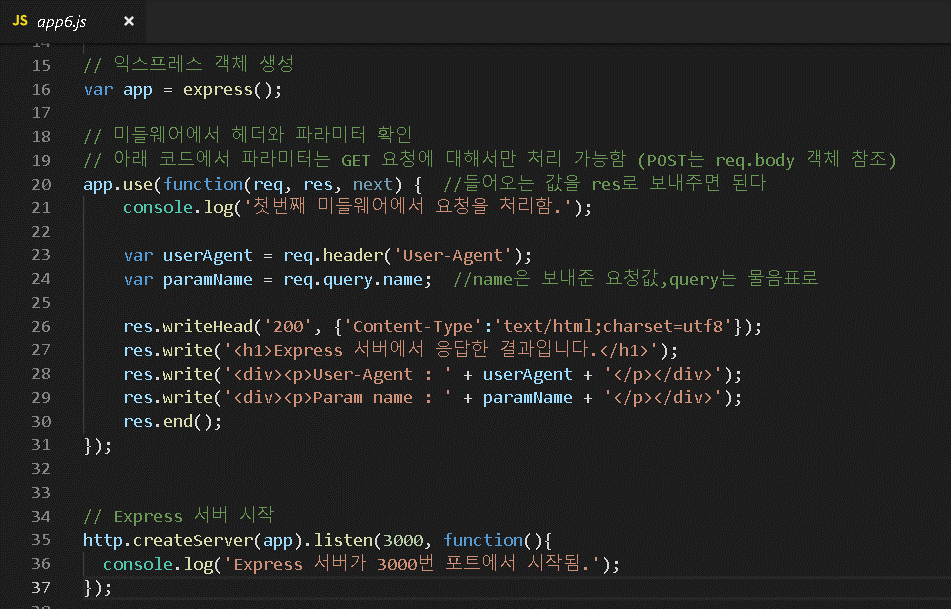 JS app6.js ×
14
15 // 익스프레스 객체 생성
16 var app = express();
17
18 // 미들웨어에서 헤더와 파라미터 확인
19 // 아래 코드에서 파라미터는 GET 요청에 대해서만 처리 가능함 (POST는 req.body 객체 참조)
20 app.use(function(req, res, next) {  //들어오는 값을 res로 보내주면 된다
21     console.log('첫번째 미들웨어에서 요청을 처리함.');
22
23     var userAgent = req.header('User-Agent');
24     var paramName = req.query.name;  //name은 보내준 요청값,query는 물음표로
25
26     res.writeHead('200', {'Content-Type':'text/html;charset=utf8'});
27     res.write('<h1>Express 서버에서 응답한 결과입니다.</h1>');
28     res.write('<div><p>User-Agent : ' + userAgent + '</p></div>');
29     res.write('<div><p>Param name : ' + paramName + '</p></div>');
30     res.end();
31 });
32
33
34 // Express 서버 시작
35 http.createServer(app).listen(3000, function(){
36   console.log('Express 서버가 3000번 포트에서 시작됨.');
37 });